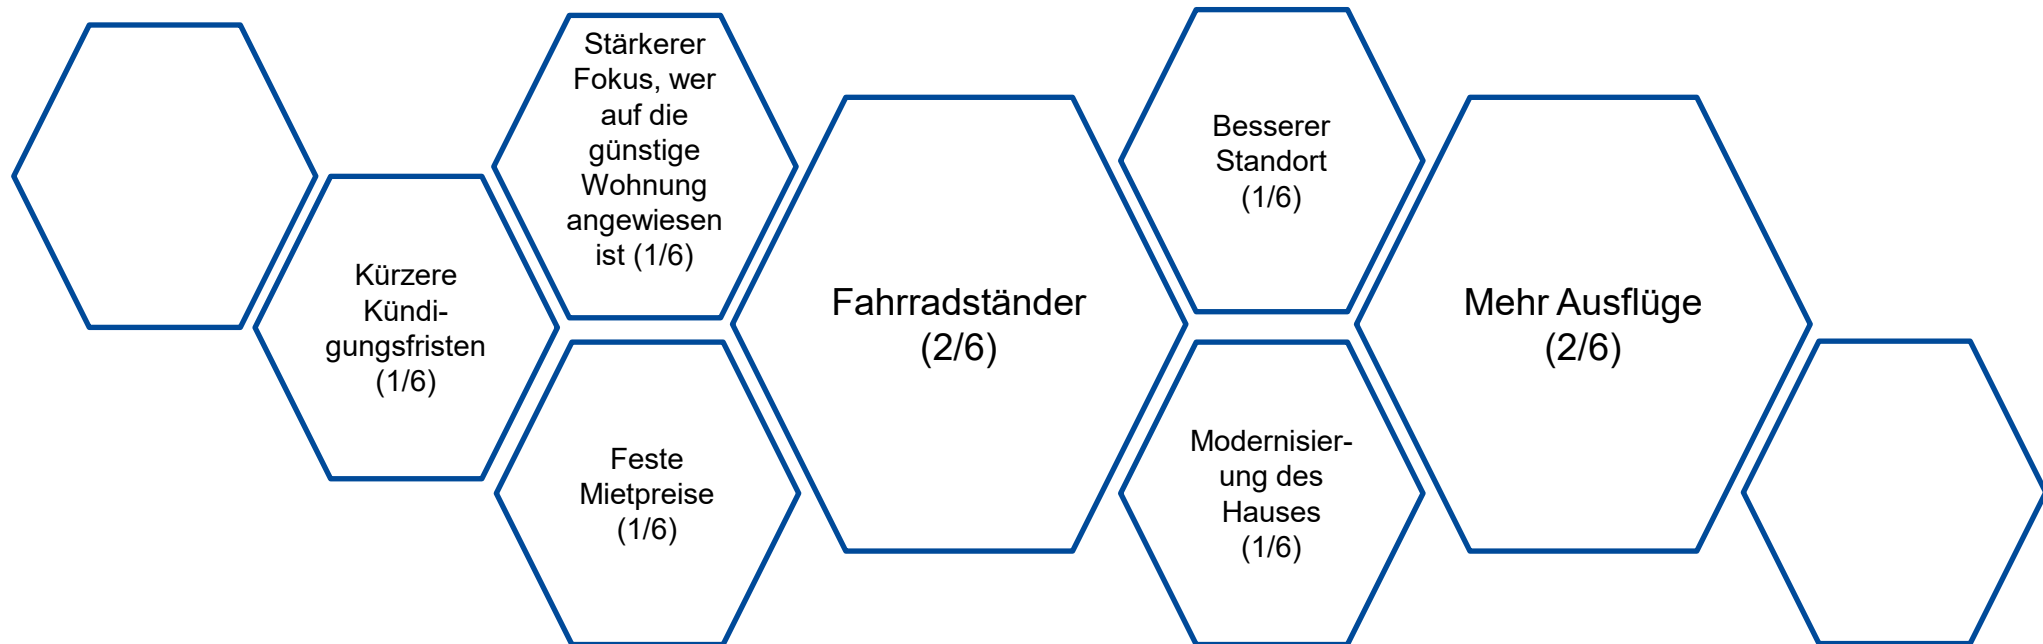 Kürzere
Kündi-
gungsfristen
(1/6)
Stärkerer
Fokus, wer
auf die
günstige
Wohnung
angewiesen
ist (1/6)
Feste
Mietpreise
(1/6)
Fahrradständer
(2/6)
Besserer
Standort
(1/6)
Modernisier-
ung des
Hauses
(1/6)
Mehr Ausflüge
(2/6)